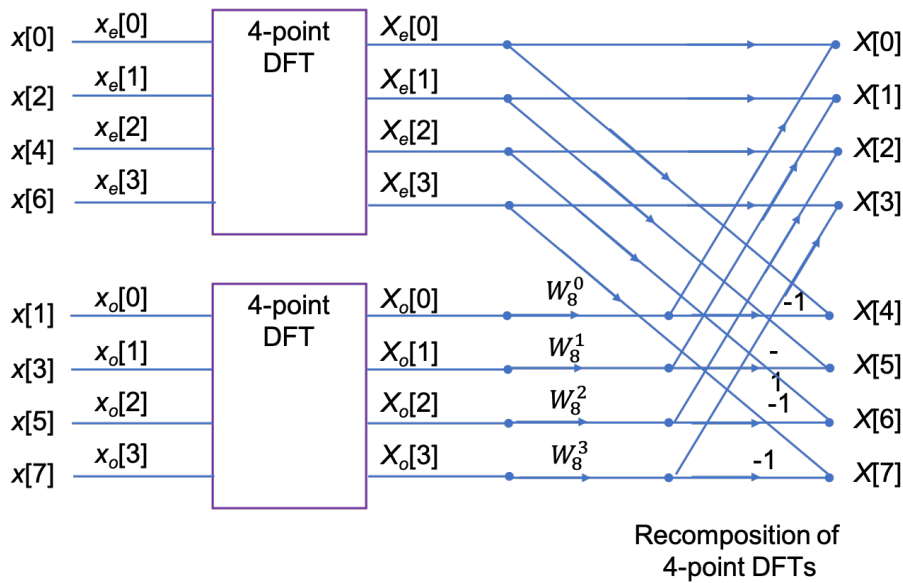 x[0] xₑ[0] 4-point Xₑ[0] X[0]
DFT
x[2] xₑ[1] Xₑ[1] X[1]
x[4] xₑ[2] Xₑ[2] X[2]
x[6] xₑ[3] Xₑ[3] X[3]
x[1] xₒ[0] 4-point Xₒ[0] W₈⁰ -1 X[4]
DFT
x[3] xₒ[1] Xₒ[1] W₈¹ - X[5]
1
x[5] xₒ[2] Xₒ[2] W₈² -1 X[6]
x[7] xₒ[3] Xₒ[3] W₈³ -1 X[7]
Recomposition of
4-point DFTs